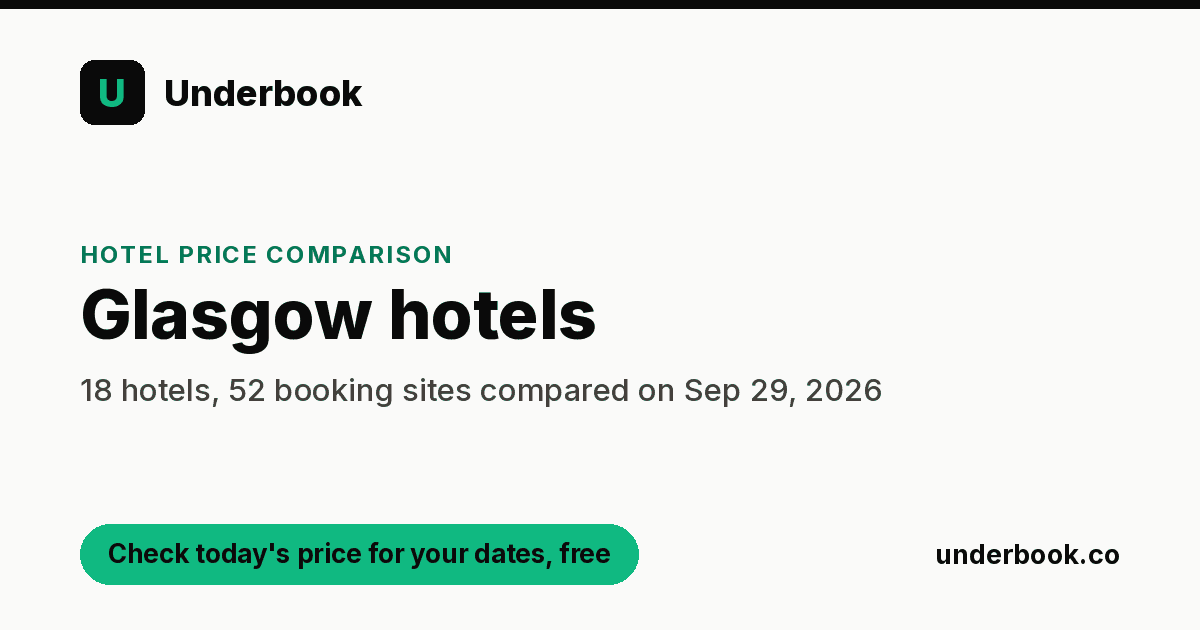 U Underbook
HOTEL PRICE COMPARISON
Glasgow hotels
18 hotels, 52 booking sites compared on Sep 29, 2026
Check today's price for your dates, free
underbook.co